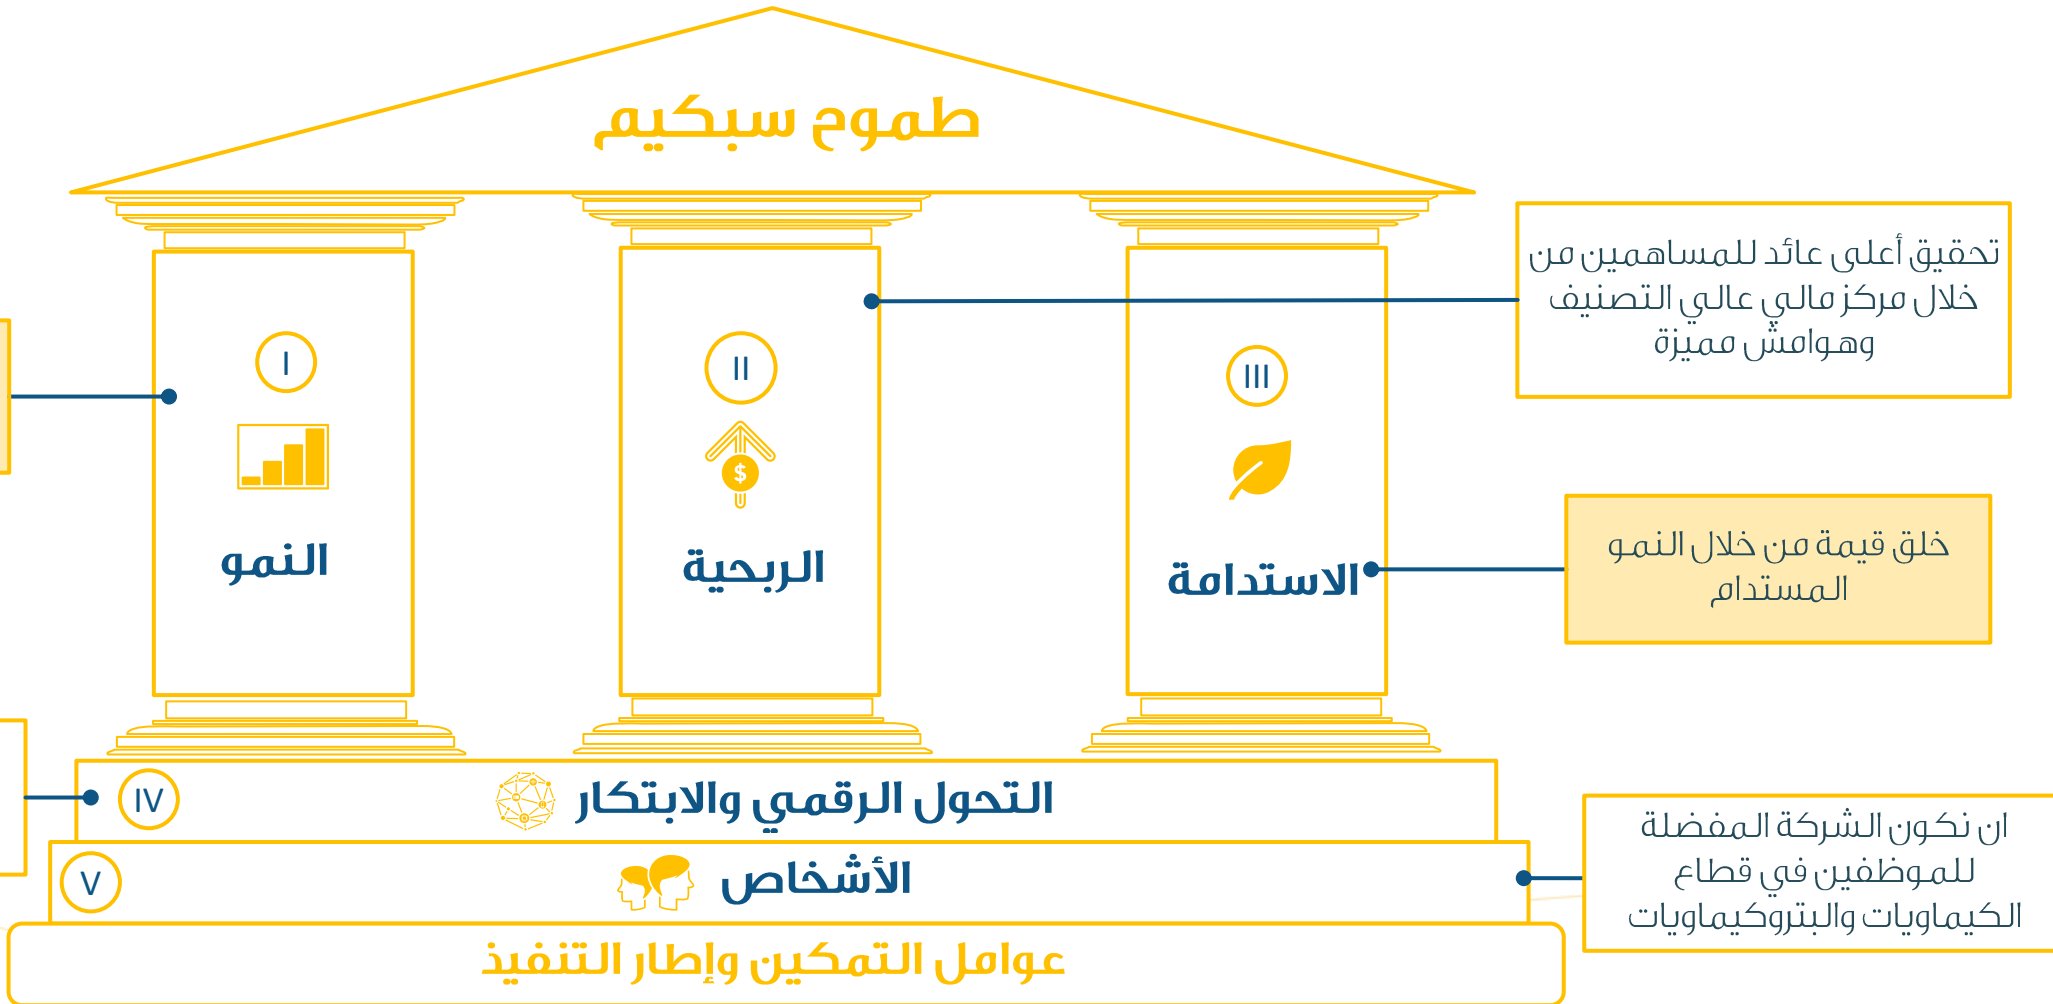 طموح سبكيم
تحقيق أعلى عائد للمساهمين من
خلال مركز مالي عالي التصنيف
وهوامش مميزة
I
II
III
$
النمو
الربحية
الاستدامة
خلق قيمة من خلال النمو
المستدام
IV
التحول الرقمي والابتكار
V
الأشخاص
ان نكون الشركة المفضلة
للموظفين في قطاع
الكيماويات والبتروكيماويات
عوامل التمكين وإطار التنفيذ